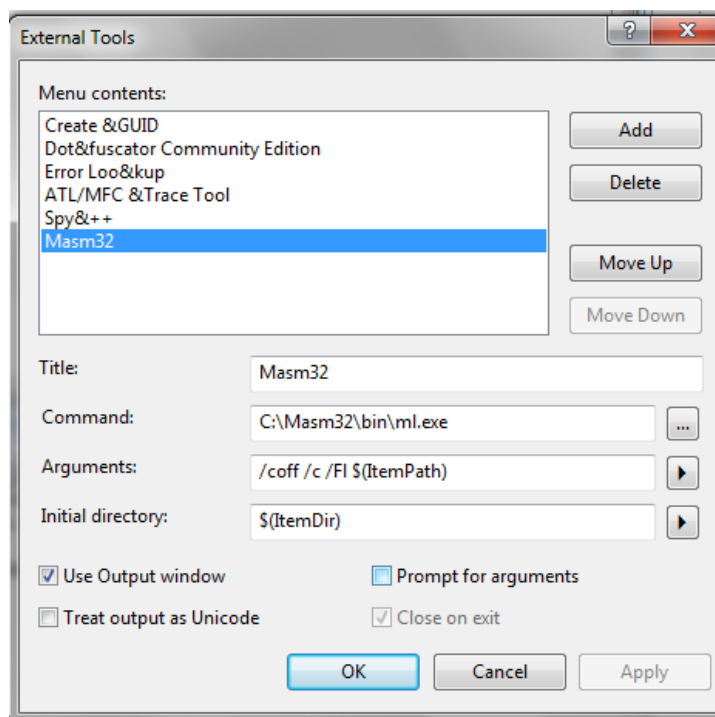 External Tools
Menu contents:
Create &GUID
Dot&fuscator Community Edition
Error Loo&kup
ATL/MFC &Trace Tool
Spy&++
Masm32
Add
Delete
Move Up
Move Down
Title:
Masm32
Command:
C:\Masm32\bin\ml.exe
...
Arguments:
/coff /c /Fl $(ItemPath)
Initial directory:
$(ItemDir)
Use Output window
Prompt for arguments
Treat output as Unicode
Close on exit
OK
Cancel
Apply